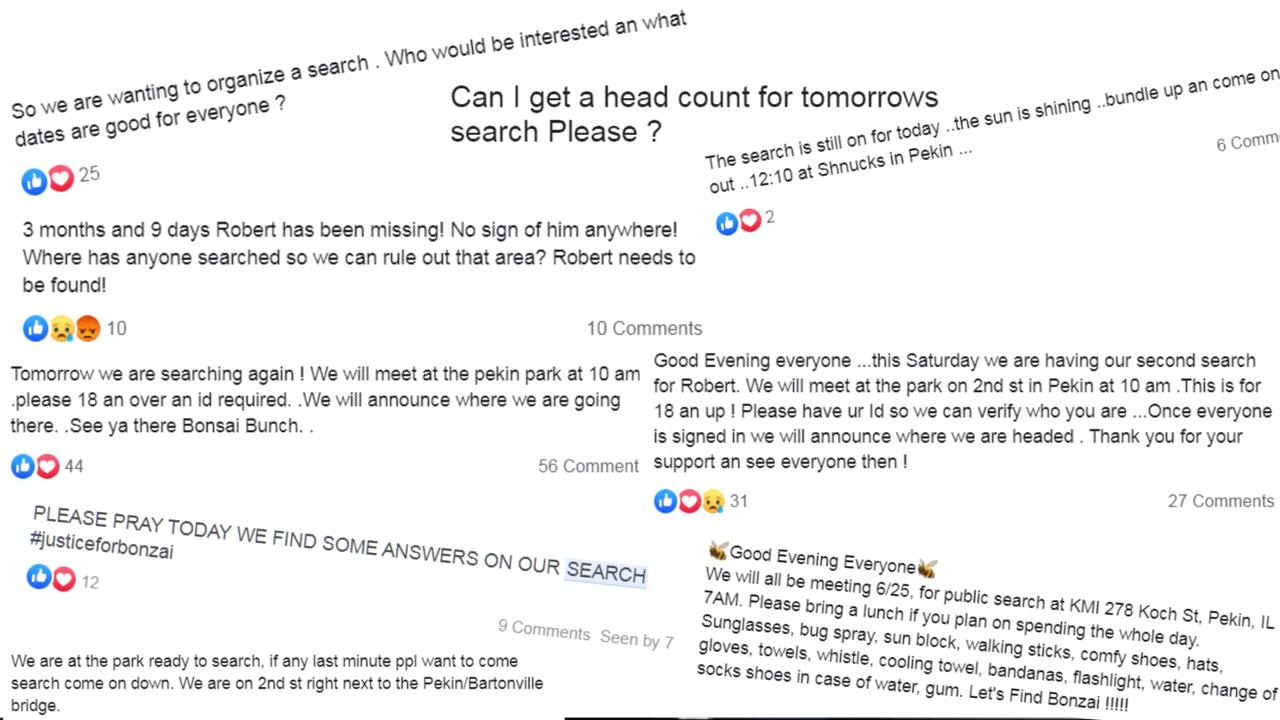 So we are wanting to organize a search . Who would be interested an what
dates are good for everyone ?
25
Can I get a head count for tomorrows
search Please ?
The search is still on for today ..the sun is shining ..bundle up an come on
out ..12:10 at Shnucks in Pekin ...
6 Comm
2
3 months and 9 days Robert has been missing! No sign of him anywhere!
Where has anyone searched so we can rule out that area? Robert needs to
be found!
10
10 Comments
Tomorrow we are searching again ! We will meet at the pekin park at 10 am
.please 18 an over an id required. .We will announce where we are going
there. .See ya there Bonsai Bunch. .
44
56 Comment
Good Evening everyone ...this Saturday we are having our second search
for Robert. We will meet at the park on 2nd st in Pekin at 10 am .This is for
18 an up ! Please have ur Id so we can verify who you are ...Once everyone
is signed in we will announce where we are headed . Thank you for your
support an see everyone then !
31
27 Comments
PLEASE PRAY TODAY WE FIND SOME ANSWERS ON OUR SEARCH
#justiceforbonzai
12
9 Comments Seen by 7
🐝Good Evening Everyone🐝
We will all be meeting 6/25, for public search at KMI 278 Koch St, Pekin, IL
7AM. Please bring a lunch if you plan on spending the whole day.
Sunglasses, bug spray, sun block, walking sticks, comfy shoes, hats,
gloves, towels, whistle, cooling towel, bandanas, flashlight, water, change of
socks shoes in case of water, gum. Let's Find Bonzai !!!!!
We are at the park ready to search, if any last minute ppl want to come
search come on down. We are on 2nd st right next to the Pekin/Bartonville
bridge.